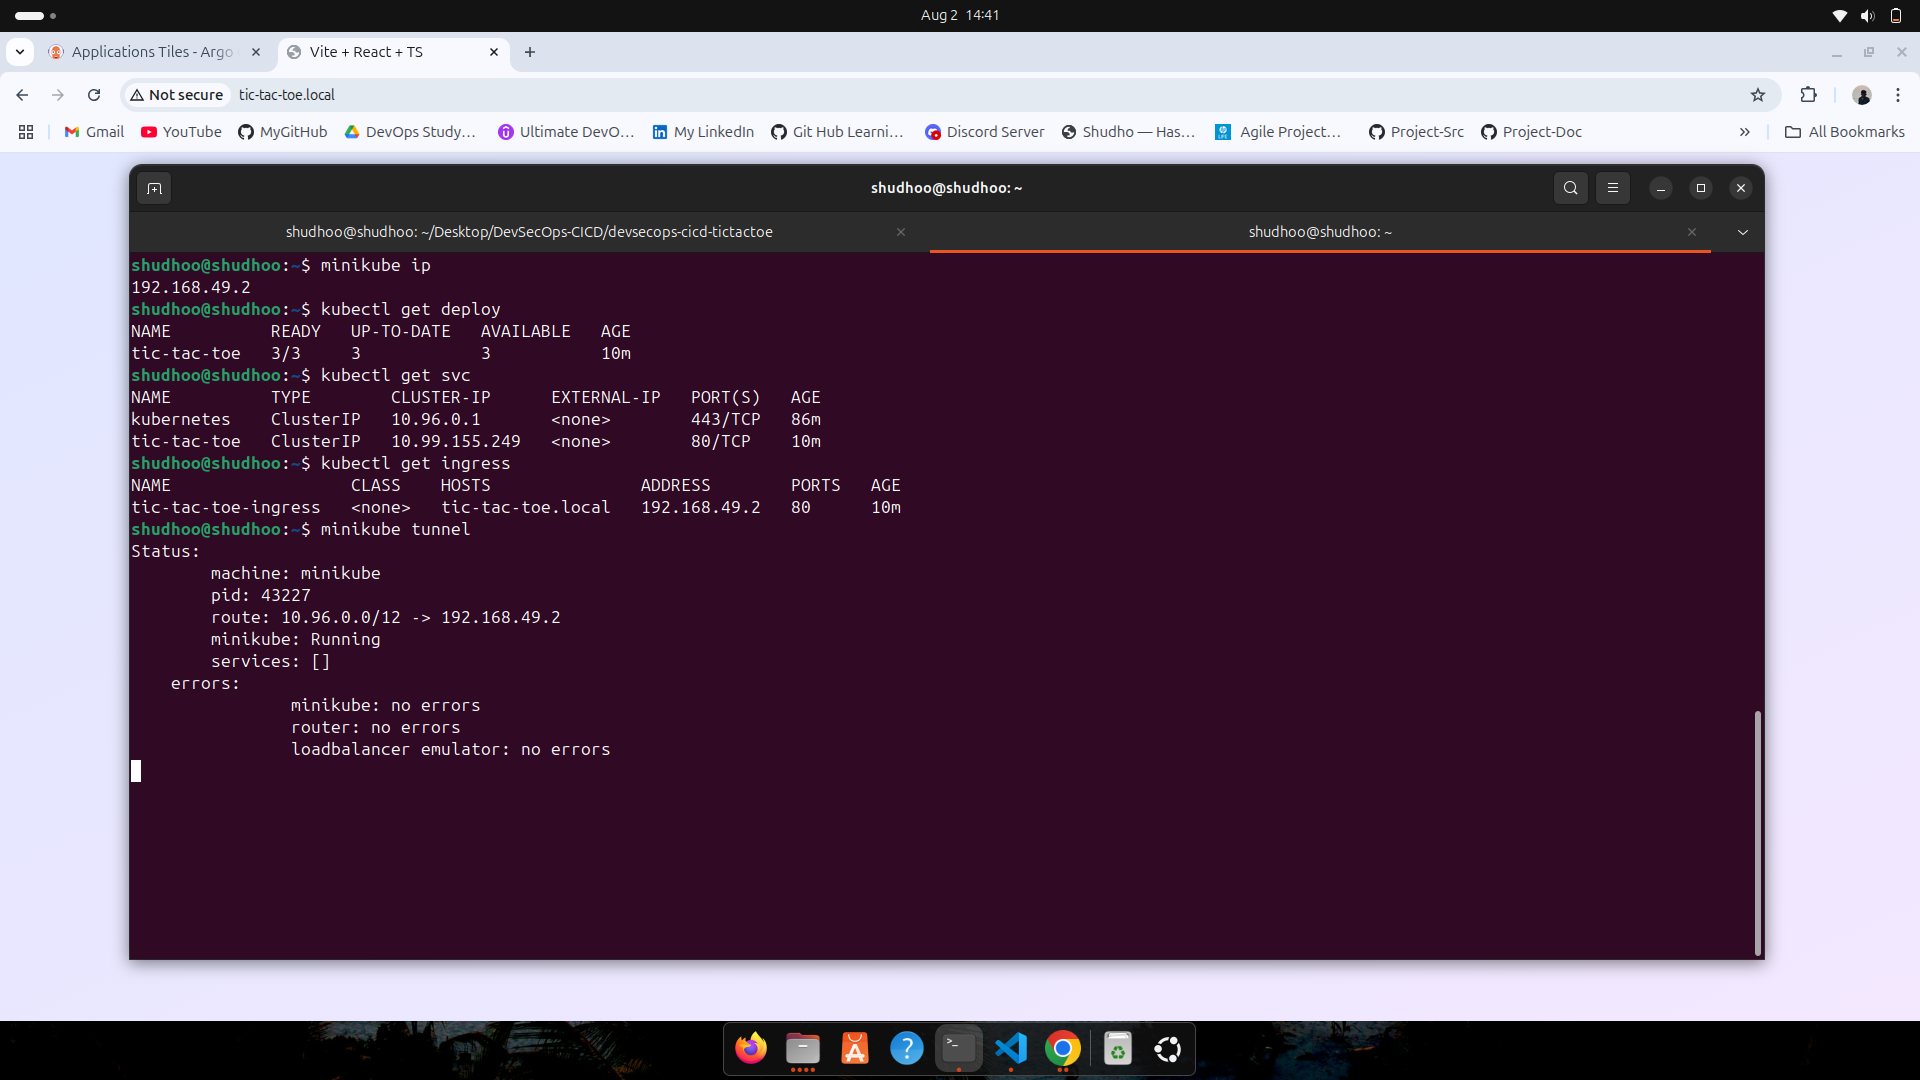 Aug 2 14:41
Applications Tiles - Argo
Vite + React + TS
Not secure tic-tac-toe.local
Gmail YouTube MyGitHub DevOps Study... Ultimate DevO... My LinkedIn Git Hub Learni... Discord Server Shudho — Has... Agile Project... Project-Src Project-Doc » All Bookmarks
shudhoo@shudhoo: ~
shudhoo@shudhoo: ~/Desktop/DevSecOps-CICD/devsecops-cicd-tictactoe
shudhoo@shudhoo: ~
shudhoo@shudhoo:~$ minikube ip
192.168.49.2
shudhoo@shudhoo:~$ kubectl get deploy
NAME READY UP-TO-DATE AVAILABLE AGE
tic-tac-toe 3/3 3 3 10m
shudhoo@shudhoo:~$ kubectl get svc
NAME TYPE CLUSTER-IP EXTERNAL-IP PORT(S) AGE
kubernetes ClusterIP 10.96.0.1 <none> 443/TCP 86m
tic-tac-toe ClusterIP 10.99.155.249 <none> 80/TCP 10m
shudhoo@shudhoo:~$ kubectl get ingress
NAME CLASS HOSTS ADDRESS PORTS AGE
tic-tac-toe-ingress <none> tic-tac-toe.local 192.168.49.2 80 10m
shudhoo@shudhoo:~$ minikube tunnel
Status:
machine: minikube
pid: 43227
route: 10.96.0.0/12 -> 192.168.49.2
minikube: Running
services: []
errors:
minikube: no errors
router: no errors
loadbalancer emulator: no errors